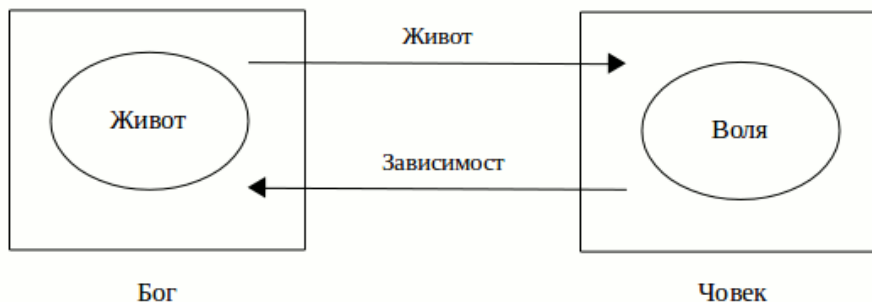 Живот
Живот
Воля
Зависимост
Бог
Човек